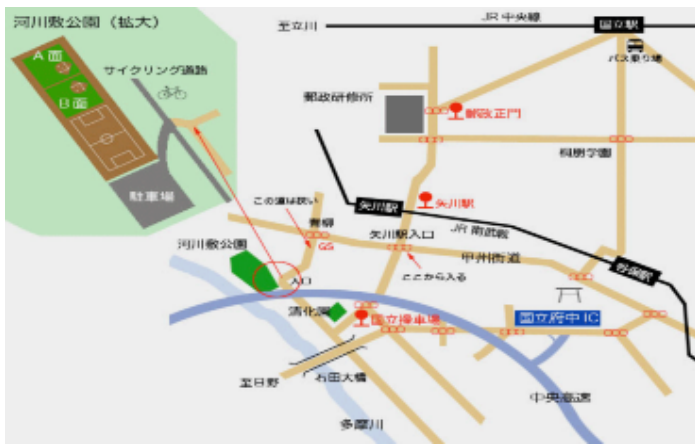 河川敷公園（拡大）
A面
B面
サイクリング道路
駐車場
至立川
JR 中央線
国立駅
バス乗り場
郵政研修所
郵政正門
桐朋学園
この道は狭い
青柳
GS
矢川駅
矢川駅
矢川駅入口
JR 南武線
甲州街道
谷保駅
ここから入る
河川敷公園
入口
清化園
国立操車場
国立府中IC
石田大橋
至日野
中央高速
多摩川